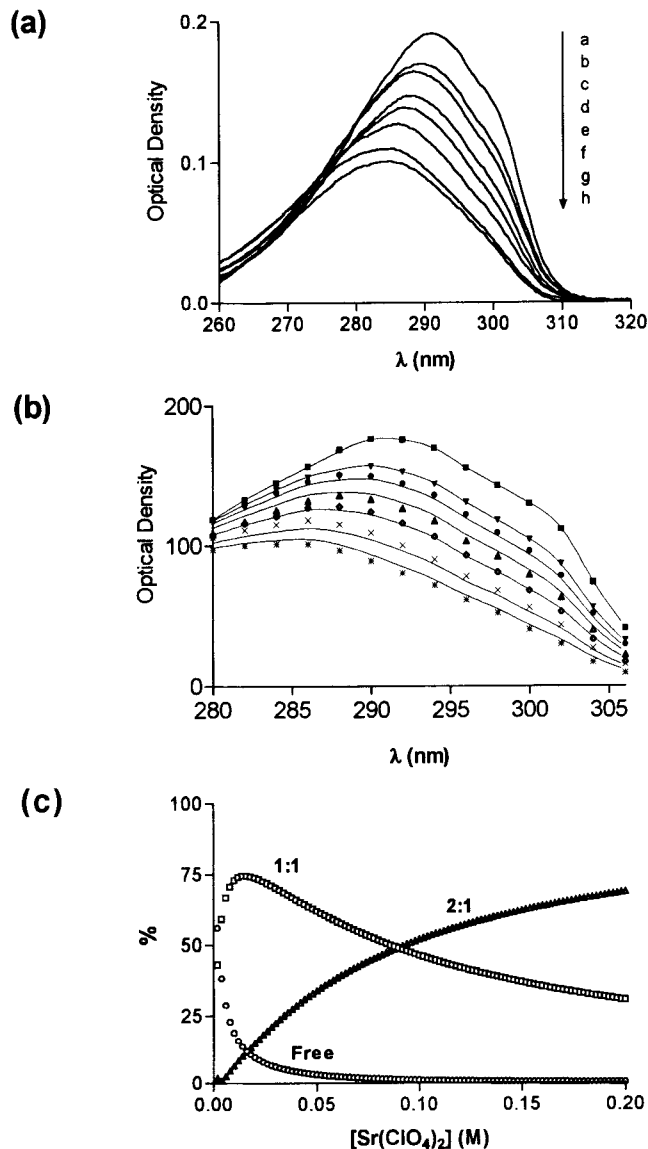 (a)
0.2
0.1
0.0
Optical Density
a
b
c
d
e
f
g
h
260 270 280 290 300 310 320
λ (nm)
(b)
200
100
0
Optical Density
280 285 290 295 300 305
λ (nm)
(c)
100
75
50
25
0
%
1:1
2:1
Free
0.00 0.05 0.10 0.15 0.20
[Sr(ClO₄)₂] (M)